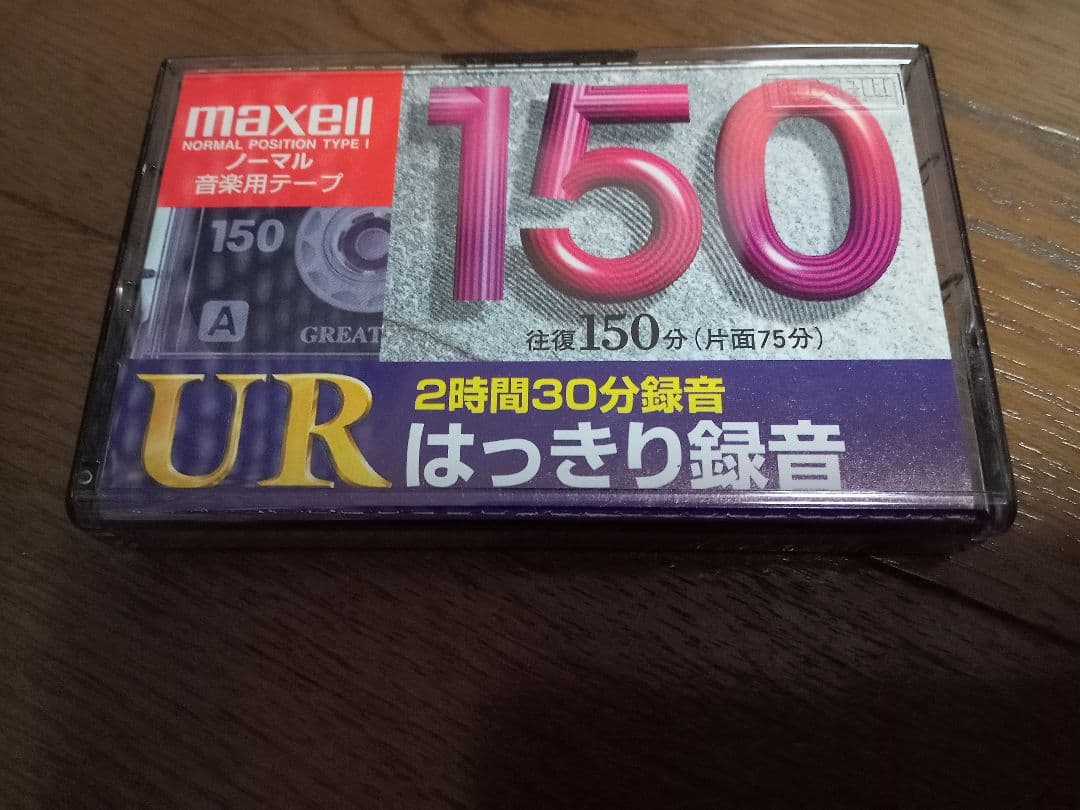 maxell
NORMAL POSITION TYPE I
ノーマル
音楽用テープ
150
maxell
150
A
GREAT
往復150分(片面75分)
UR
2時間30分録音
はっきり録音